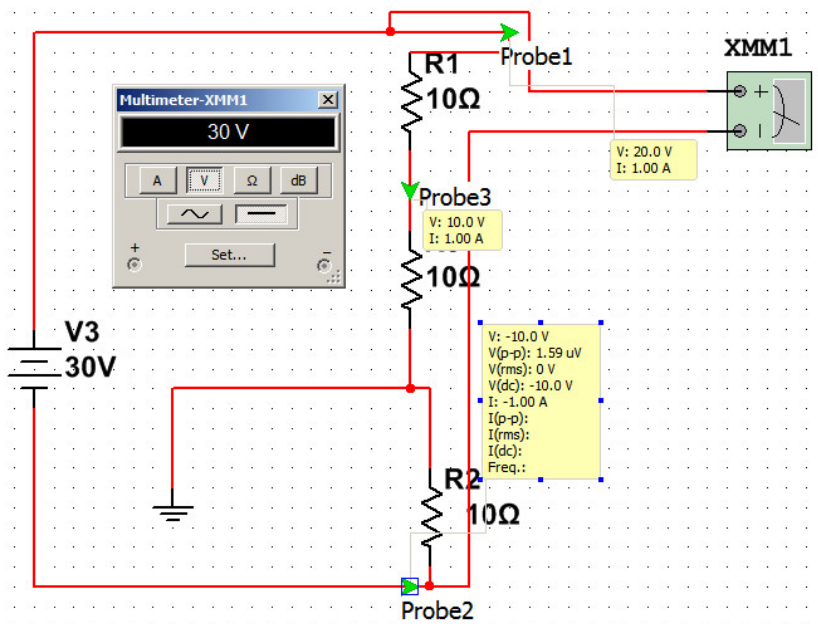 Probe1
XMM1
R1
10Ω
Multimeter-XMM1
30 V
A
V
Ω
dB
Set...
+
–
+
–
V: 20.0 V
I: 1.00 A
Probe3
V: 10.0 V
I: 1.00 A
10Ω
V3
30V
V: -10.0 V
V(p-p): 1.59 uV
V(rms): 0 V
V(dc): -10.0 V
I: -1.00 A
I(p-p):
I(rms):
I(dc):
Freq.:
R2
10Ω
Probe2